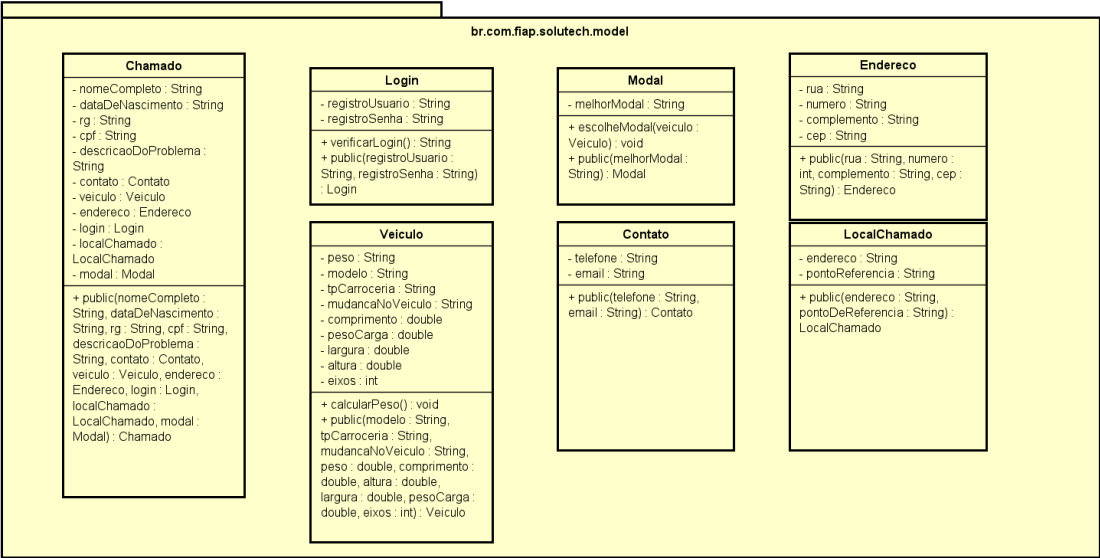 br.com.fiap.solutech.model
Chamado
- nomeCompleto : String
- dataDeNascimento : String
- rg : String
- cpf : String
- descricaoDoProblema :
String
- contato : Contato
- veiculo : Veiculo
- endereco : Endereco
- login : Login
- localChamado :
LocalChamado
- modal : Modal
+ public(nomeCompleto :
String, dataDeNascimento :
String, rg : String, cpf : String,
descricaoDoProblema :
String, contato : Contato,
veiculo : Veiculo, endereco :
Endereco, login : Login,
localChamado :
LocalChamado, modal :
Modal) : Chamado
Login
- registroUsuario : String
- registroSenha : String
+ verificarLogin() : String
+ public(registroUsuario :
String, registroSenha : String)
: Login
Modal
- melhorModal : String
+ escolheModal(veiculo :
Veiculo) : void
+ public(melhorModal :
String) : Modal
Endereco
- rua : String
- numero : String
- complemento : String
- cep : String
+ public(rua : String, numero :
int, complemento : String, cep :
String) : Endereco
Veiculo
- peso : String
- modelo : String
- tpCarroceria : String
- mudancaNoVeiculo : String
- comprimento : double
- pesoCarga : double
- largura : double
- altura : double
- eixos : int
+ calcularPeso() : void
+ public(modelo : String,
tpCarroceria : String,
mudancaNoVeiculo : String,
peso : double, comprimento :
double, altura : double,
largura : double, pesoCarga :
double, eixos : int) : Veiculo
Contato
- telefone : String
- email : String
+ public(telefone : String,
email : String) : Contato
LocalChamado
- endereco : String
- pontoReferencia : String
+ public(endereco : String,
pontoDeReferencia : String) :
LocalChamado